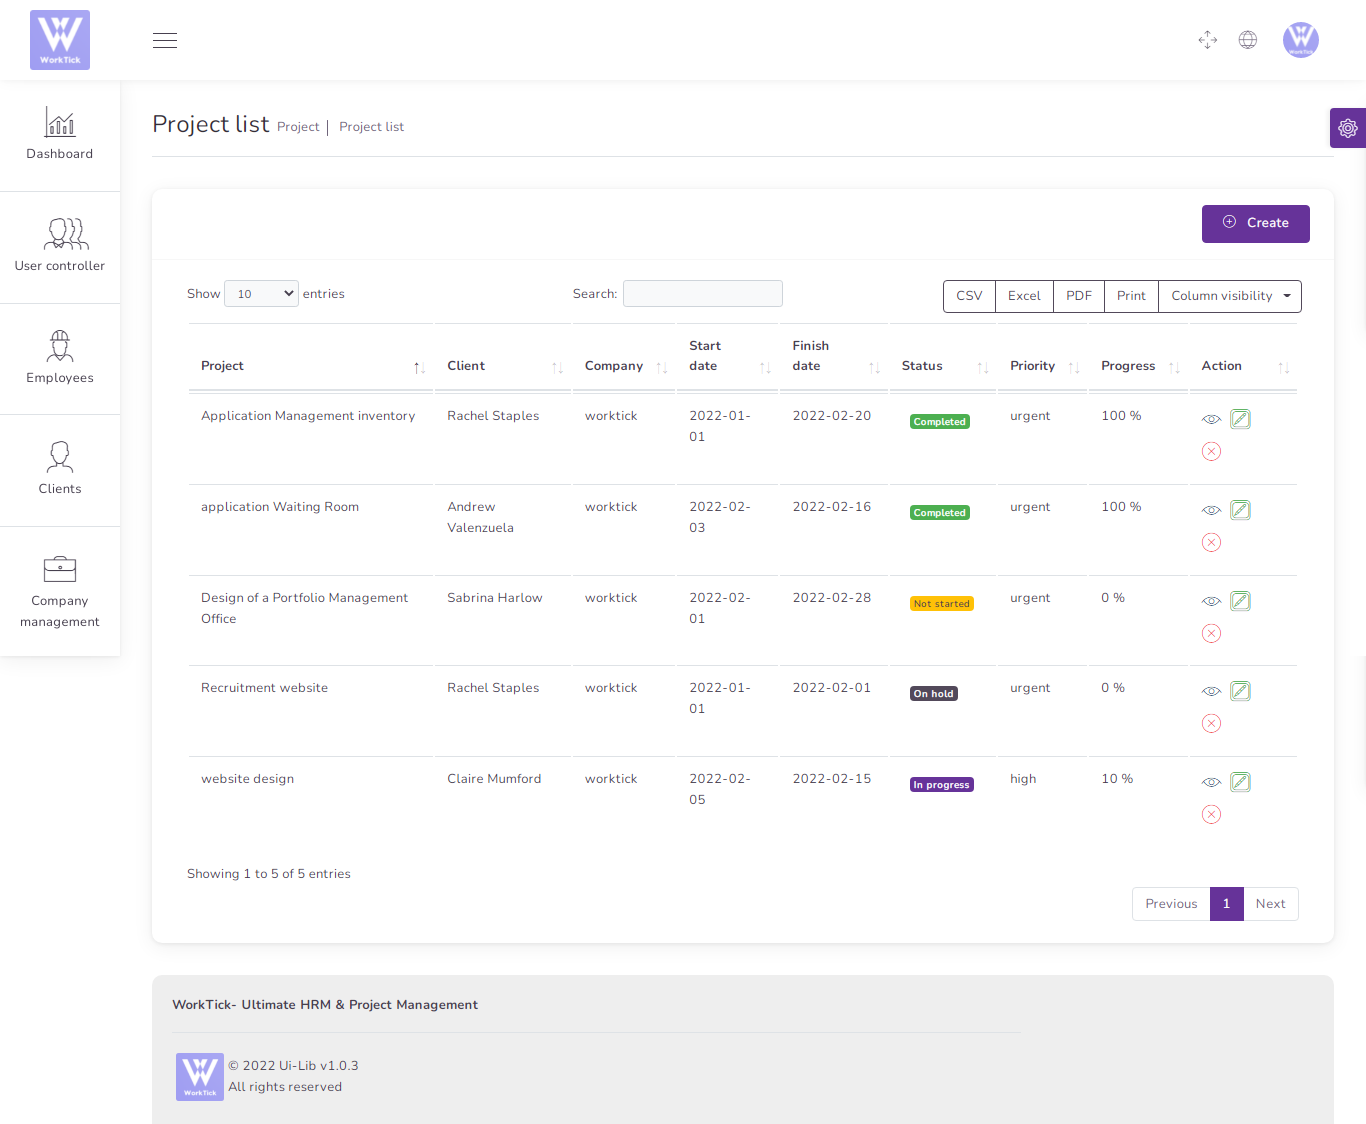 WorkTick
WorkTick
Dashboard
User controller
Employees
Clients
Company
management
Project list Project | Project list
Create
Show 10 entries Search: CSV Excel PDF Print Column visibility
Project Client Company Start date Finish date Status Priority Progress Action
Application Management inventory Rachel Staples worktick 2022-01-01 2022-02-20 Completed urgent 100 %
application Waiting Room Andrew Valenzuela worktick 2022-02-03 2022-02-16 Completed urgent 100 %
Design of a Portfolio Management Office Sabrina Harlow worktick 2022-02-01 2022-02-28 Not started urgent 0 %
Recruitment website Rachel Staples worktick 2022-01-01 2022-02-01 On hold urgent 0 %
website design Claire Mumford worktick 2022-02-05 2022-02-15 In progress high 10 %
Showing 1 to 5 of 5 entries
Previous 1 Next
WorkTick- Ultimate HRM & Project Management
WorkTick
© 2022 Ui-Lib v1.0.3
All rights reserved